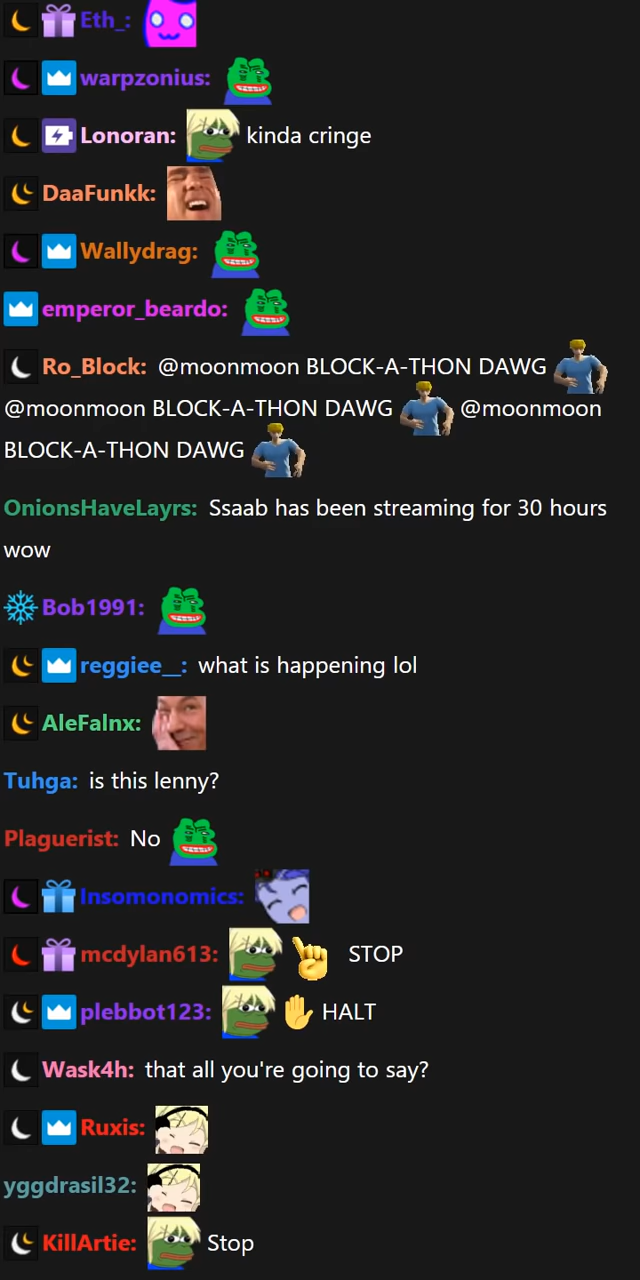 Eth_:
warpzonius:
Lonoran: kinda cringe
DaaFunkk:
Wallydrag:
emperor_beardo:
Ro_Block: @moonmoon BLOCK-A-THON DAWG
@moonmoon BLOCK-A-THON DAWG @moonmoon
BLOCK-A-THON DAWG
OnionsHaveLayrs: Ssaab has been streaming for 30 hours
wow
Bob1991:
reggiee__: what is happening lol
AleFalnx:
Tuhga: is this lenny?
Plaguerist: No
Insomonomics:
mcdylan613: STOP
plebbot123: HALT
Wask4h: that all you're going to say?
Ruxis:
yggdrasil32:
KillArtie: Stop